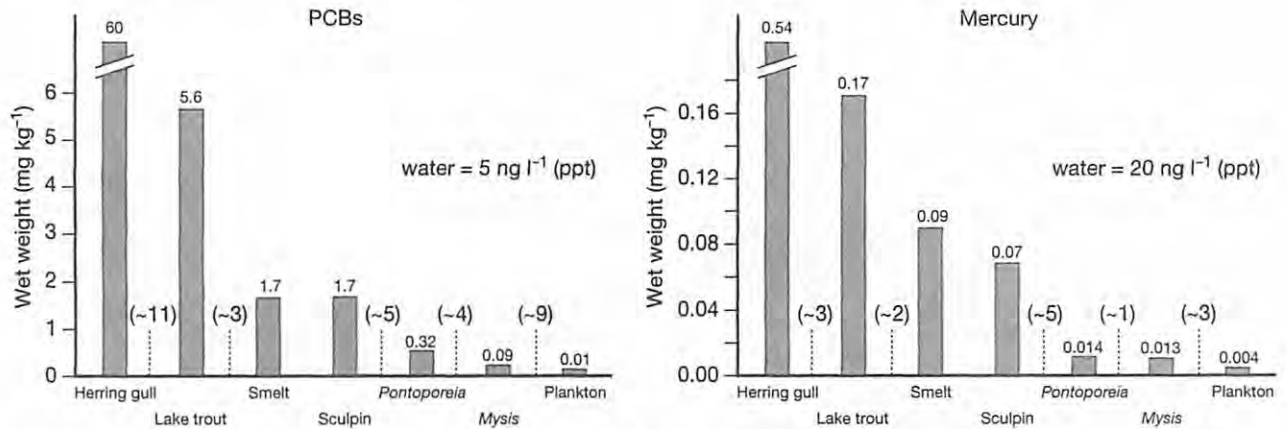 PCBs
Wet weight (mg kg⁻¹)
6
5
4
3
2
1
0
60
5.6
1.7
1.7
0.32
0.09
0.01
water = 5 ng l⁻¹ (ppt)
(~11)
(~3)
(~5)
(~4)
(~9)
Herring gull
Lake trout
Smelt
Sculpin
Pontoporeia
Mysis
Plankton
Mercury
Wet weight (mg kg⁻¹)
0,16
0.12
0.08
0.04
0.00
0.54
0.17
0.09
0.07
0.014
0.013
0.004
water = 20 ng l⁻¹ (ppt)
(~3)
(~2)
(~5)
(~1)
(~3)
Herring gull
Lake trout
Smelt
Sculpin
Pontoporeia
Mysis
Plankton